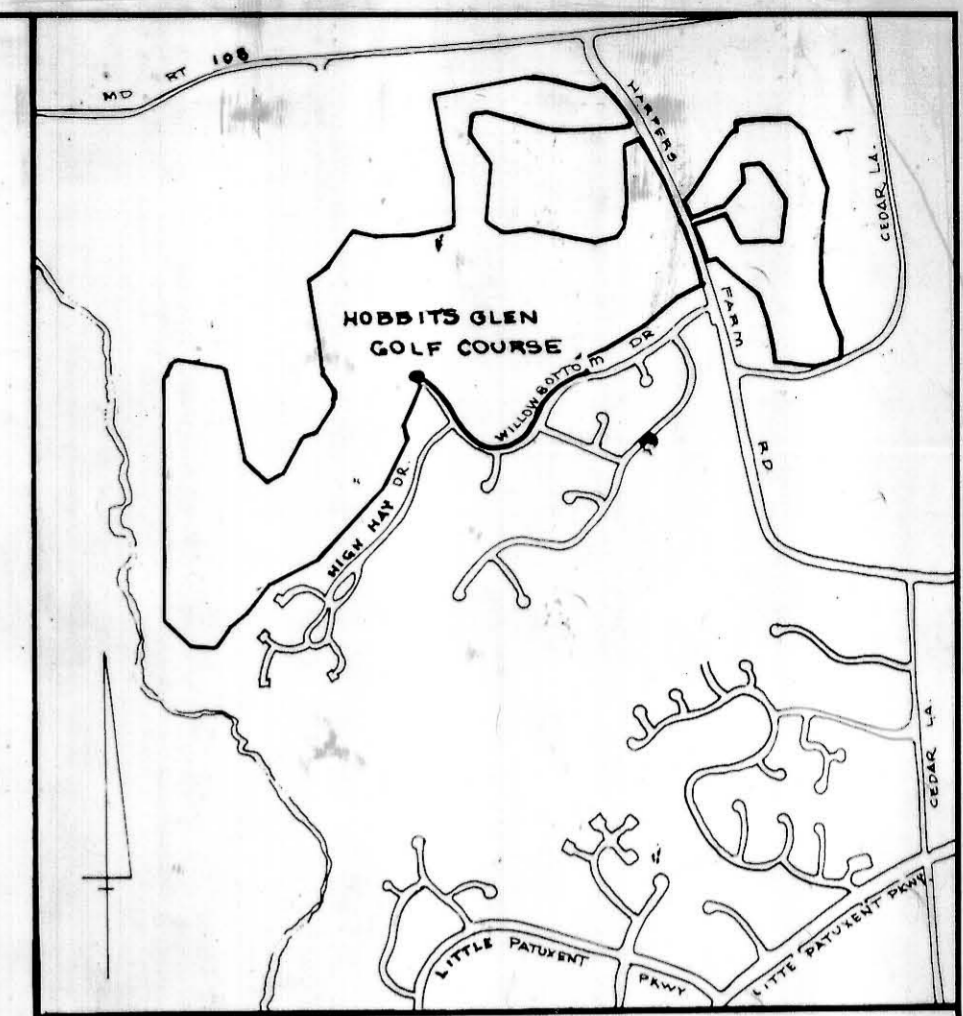 MD RT 108
HARPERS FARM RD
CEDAR LA.
HOBBITS GLEN
GOLF COURSE
WILLOWBOTTOM DR
HIGH HAY DR.
CEDAR LA.
LITTLE PATUXENT PKWY
LITTE PATUXENT PKWY.